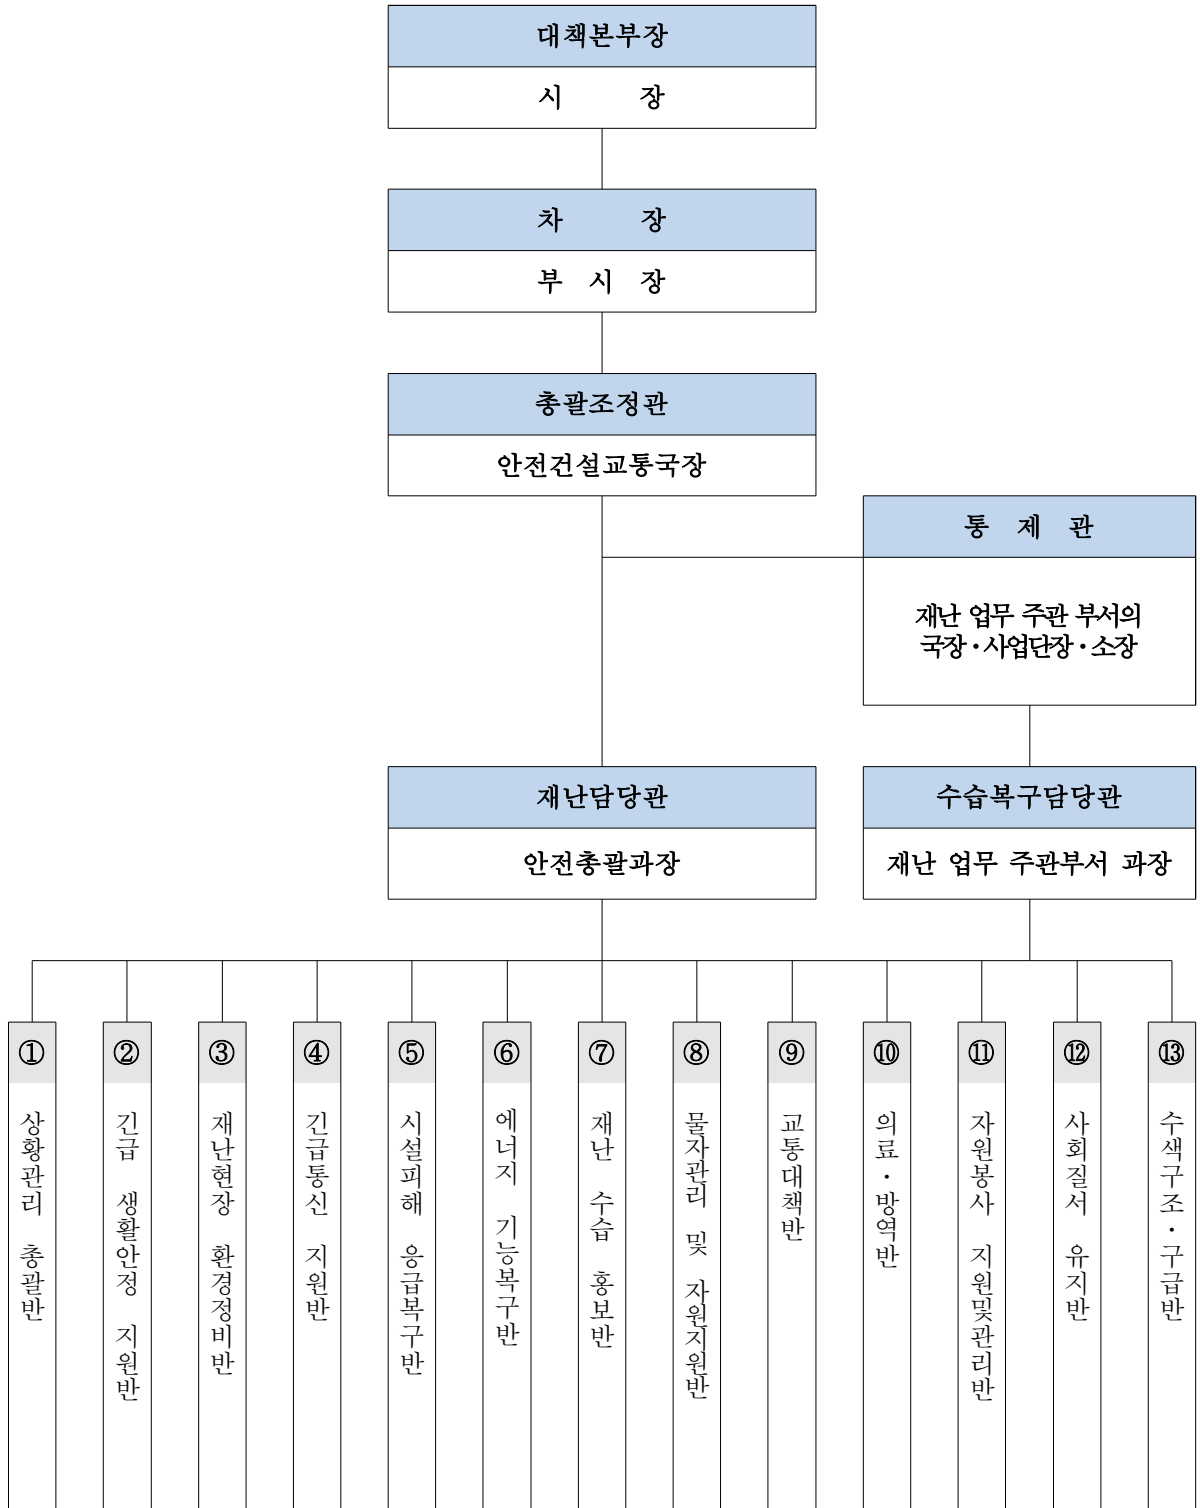 대책본부장
시 장
차 장
부 시 장
총괄조정관
안전건설교통국장
통 제 관
재난 업무 주관 부서의
국장·사업단장·소장
재난담당관
안전총괄과장
수습복구담당관
재난 업무 주관부서 과장
①
상황관리 총괄반
②
긴급 생활안정 지원반
③
재난현장 환경정비반
④
긴급통신 지원반
⑤
시설피해 응급복구반
⑥
에너지 기능복구반
⑦
재난 수습 홍보반
⑧
물자관리 및 자원지원반
⑨
교통대책반
⑩
의료·방역반
⑪
자원봉사 지원및관리반
⑫
사회질서 유지반
⑬
수색구조·구급반